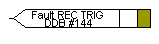 Fault REC TRIG
DDB #144